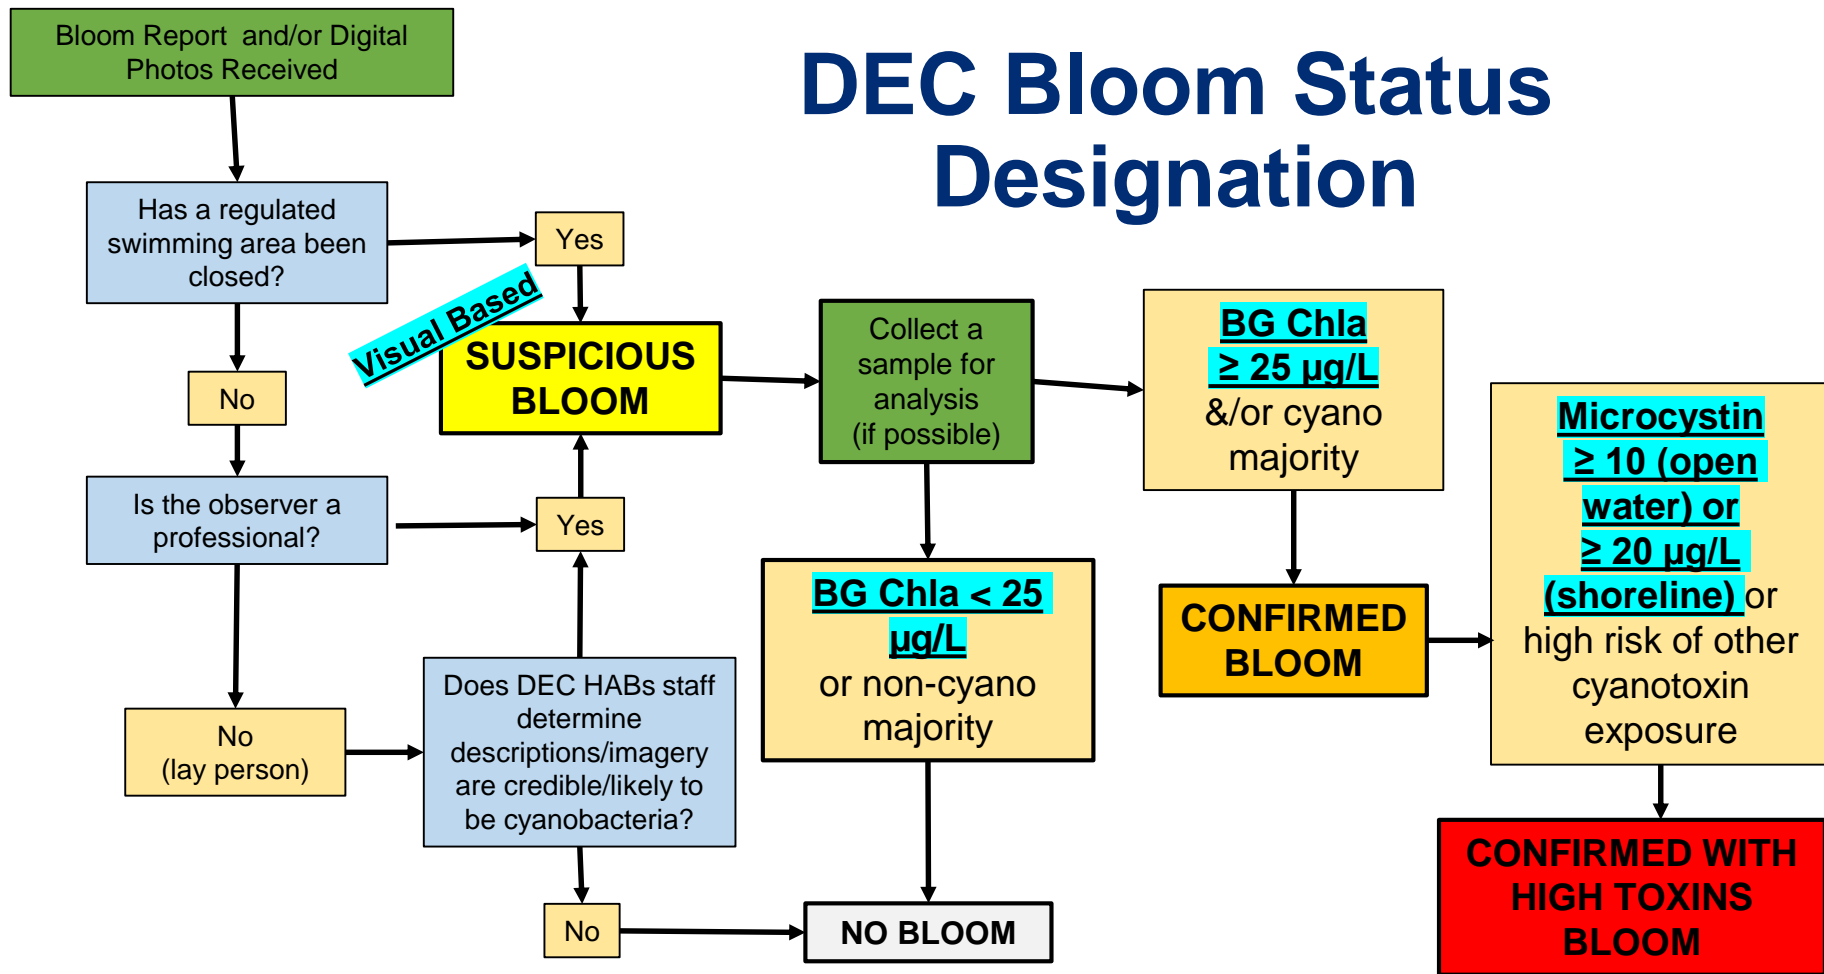 Bloom Report and/or Digital
Photos Received
DEC Bloom Status
Designation
Has a regulated
swimming area been
closed?
Yes
No
Visual Based
SUSPICIOUS
BLOOM
Is the observer a
professional?
Yes
No
(lay person)
Does DEC HABs staff
determine
descriptions/imagery
are credible/likely to
be cyanobacteria?
No
Collect a
sample for
analysis
(if possible)
BG Chla < 25
µg/L
or non-cyano
majority
NO BLOOM
BG Chla
≥ 25 µg/L
&/or cyano
majority
CONFIRMED
BLOOM
Microcystin
≥ 10 (open
water) or
≥ 20 µg/L
(shoreline) or
high risk of other
cyanotoxin
exposure
CONFIRMED WITH
HIGH TOXINS
BLOOM